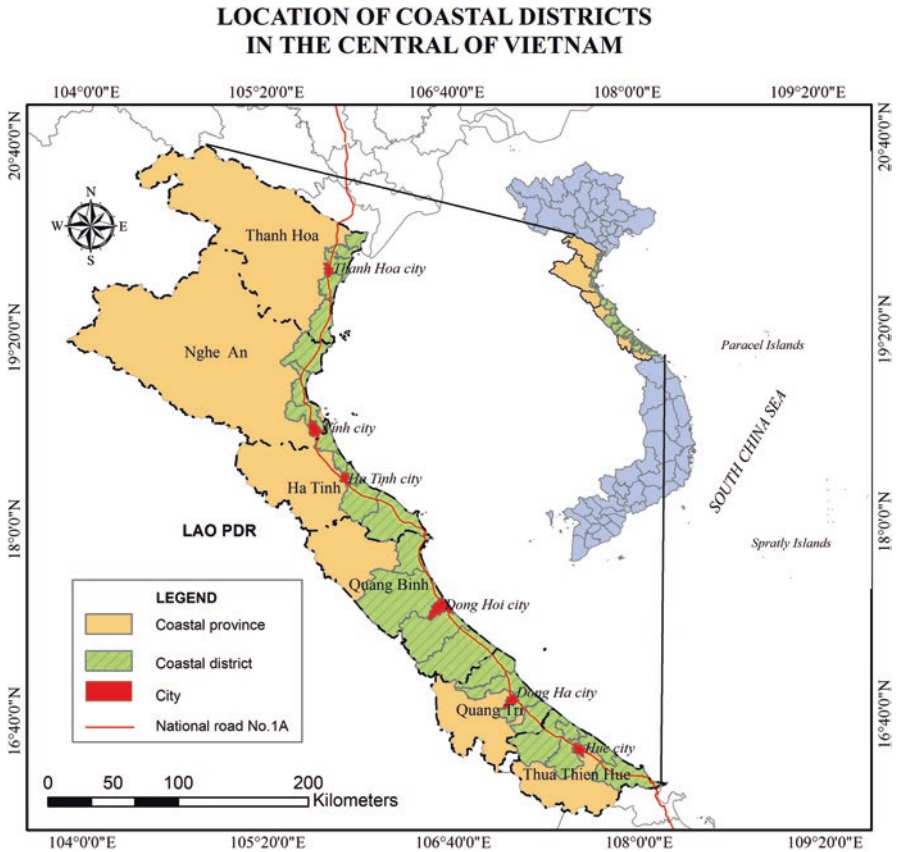 LOCATION OF COASTAL DISTRICTS
IN THE CENTRAL OF VIETNAM
104°0'0"E 105°20'0"E 106°40'0"E 108°0'0"E 109°20'0"E
20°40'0"N
20°40'0"N
N
W E
S
Thanh Hoa
Thanh Hoa city
19°20'0"N
19°20'0"N
Nghe An
Paracel Islands
Vinh city
SOUTH CHINA SEA
Ha Tinh city
Ha Tinh
18°0'0"N
18°0'0"N
LAO PDR
Spratly Islands
Quang Binh
LEGEND
Coastal province
Coastal district
City
National road No.1A
Dong Hoi city
Dong Ha city
Quang Tri
16°40'0"N
16°40'0"N
Hue city
Thua Thien Hue
0 50 100 200
Kilometers
104°0'0"E 105°20'0"E 106°40'0"E 108°0'0"E 109°20'0"E